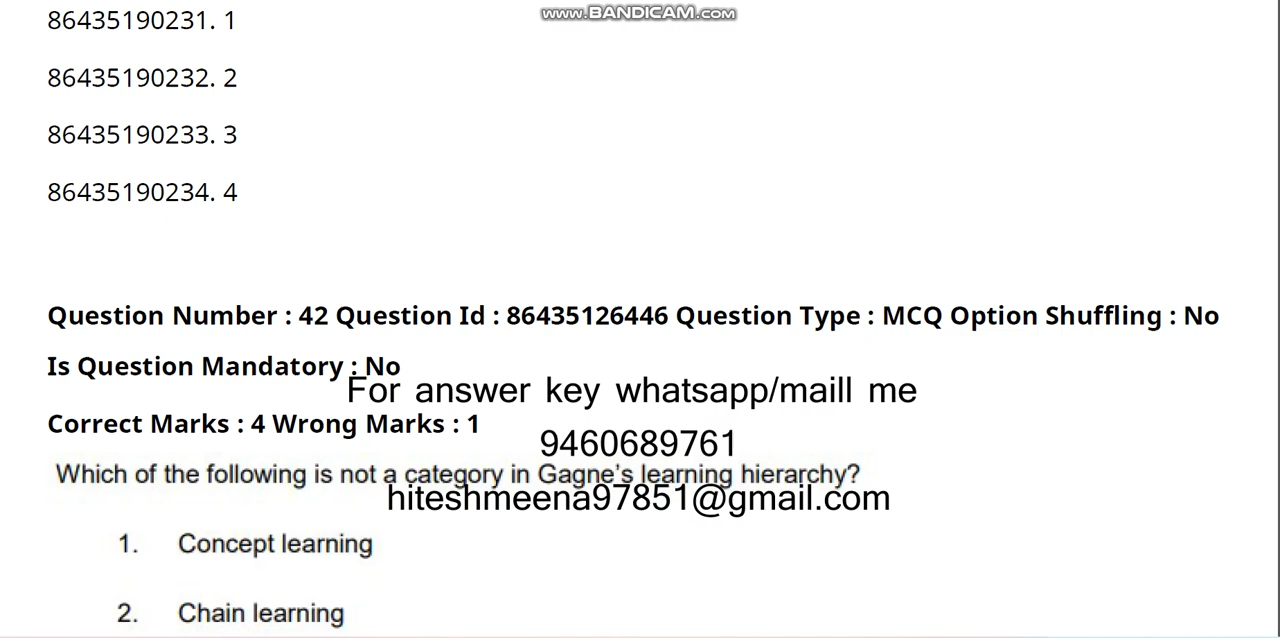 www.BANDICAM.com
86435190231. 1
86435190232. 2
86435190233. 3
86435190234. 4
Question Number : 42 Question Id : 86435126446 Question Type : MCQ Option Shuffling : No
Is Question Mandatory : No
For answer key whatsapp/maill me
Correct Marks : 4 Wrong Marks : 1
9460689761
Which of the following is not a category in Gagne's learning hierarchy?
hiteshmeena97851@gmail.com
1. Concept learning
2. Chain learning